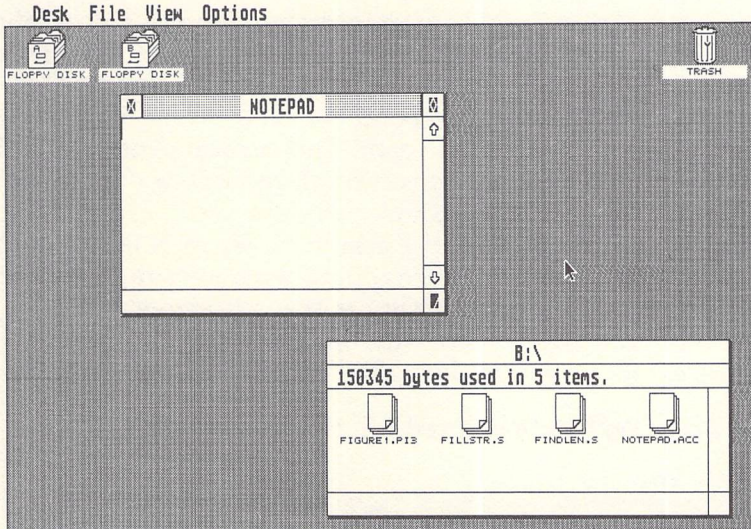 Desk File View Options
A B
FLOPPY DISK FLOPPY DISK TRASH
NOTEPAD
B:\
150345 bytes used in 5 items.
FIGURE1.PI3 FILLSTR.S FINDLEN.S NOTEPAD.ACC